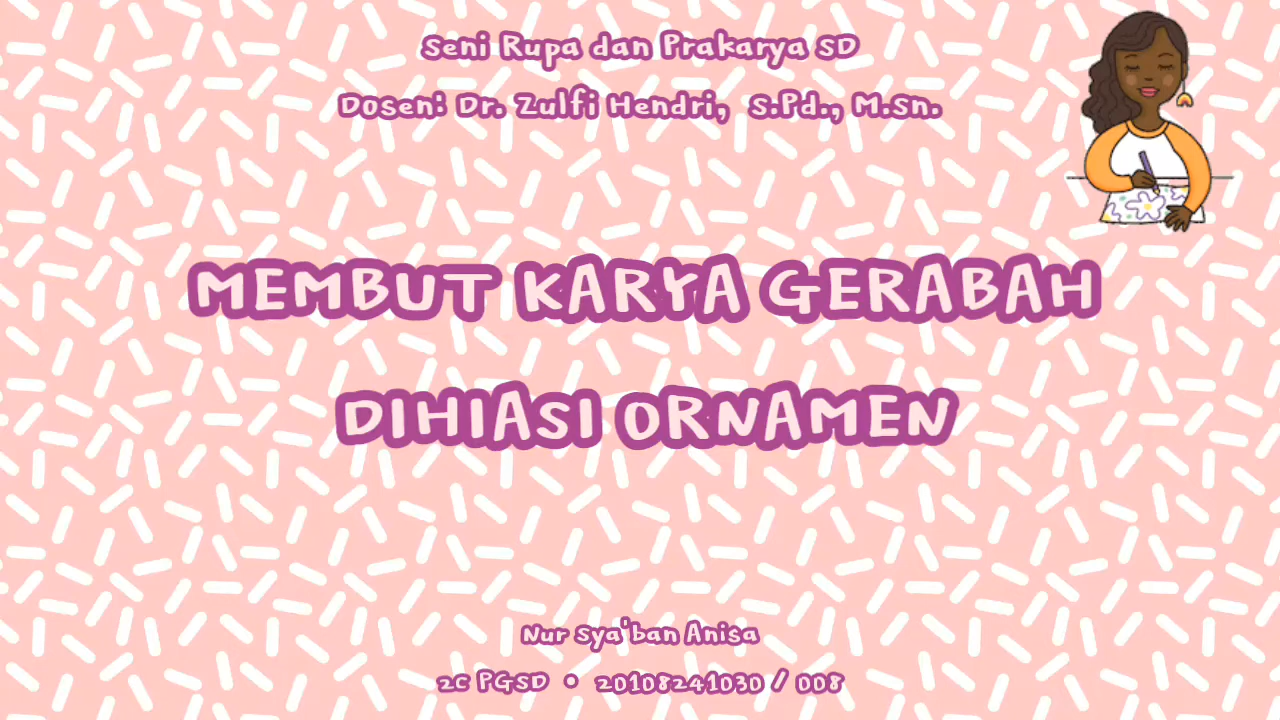 Seni Rupa dan Prakarya SD
Dosen: Dr. Zulfi Hendri, S.Pd., M.Sn.
MEMBUT KARYA GERABAH
DIHIASI ORNAMEN
Nur Sya'ban Anisa
2C PGSD • 20108241030 / 008